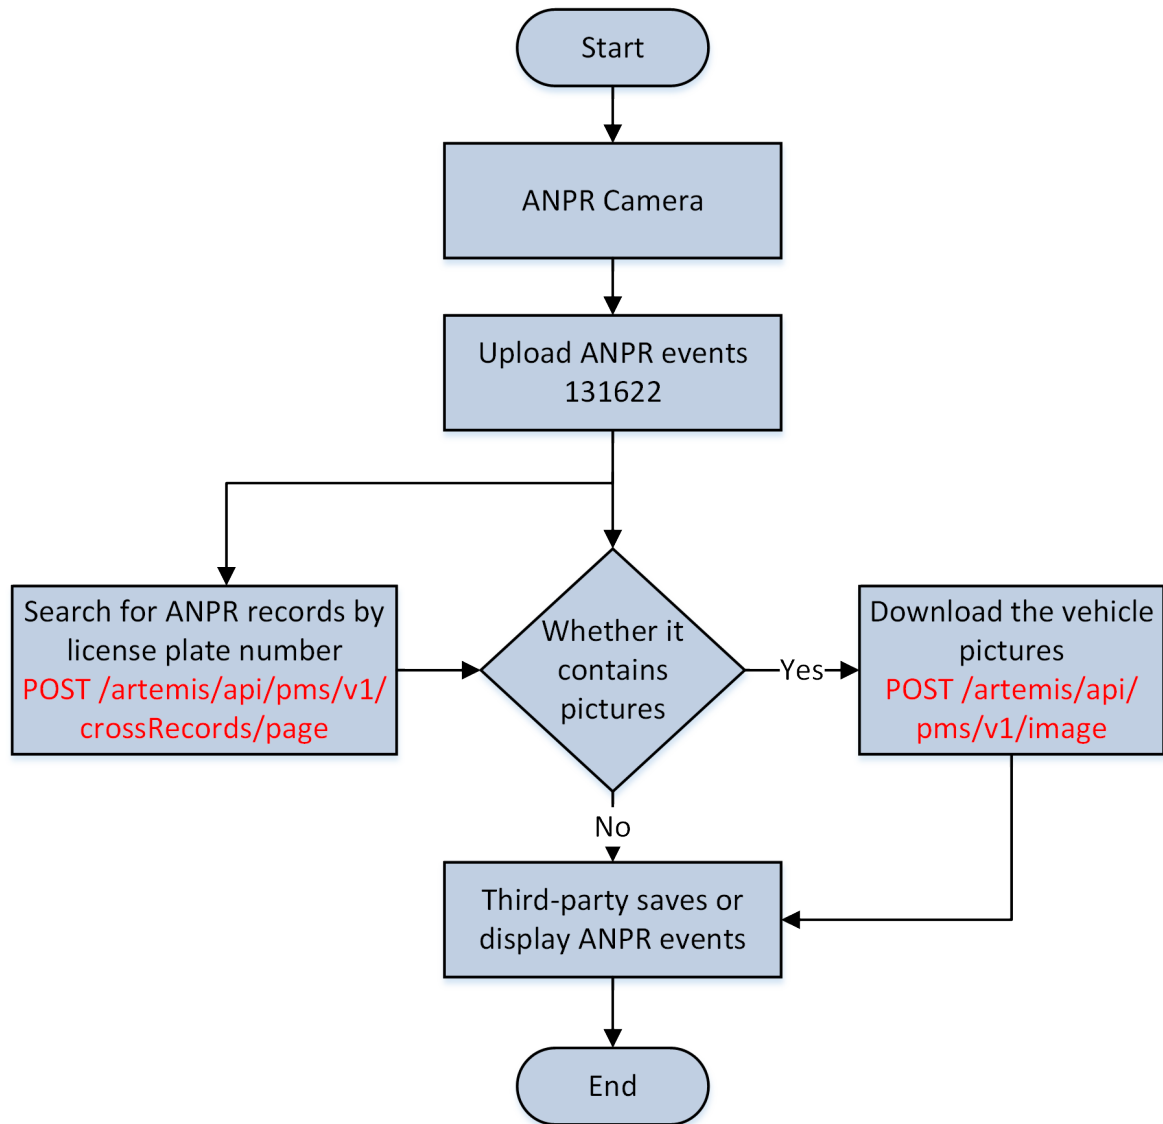 Start
ANPR Camera
Upload ANPR events
131622
Search for ANPR records by
license plate number
POST /artemis/api/pms/v1/
crossRecords/page
Whether it
contains
pictures
Yes
Download the vehicle
pictures
POST /artemis/api/
pms/v1/image
No
Third-party saves or
display ANPR events
End